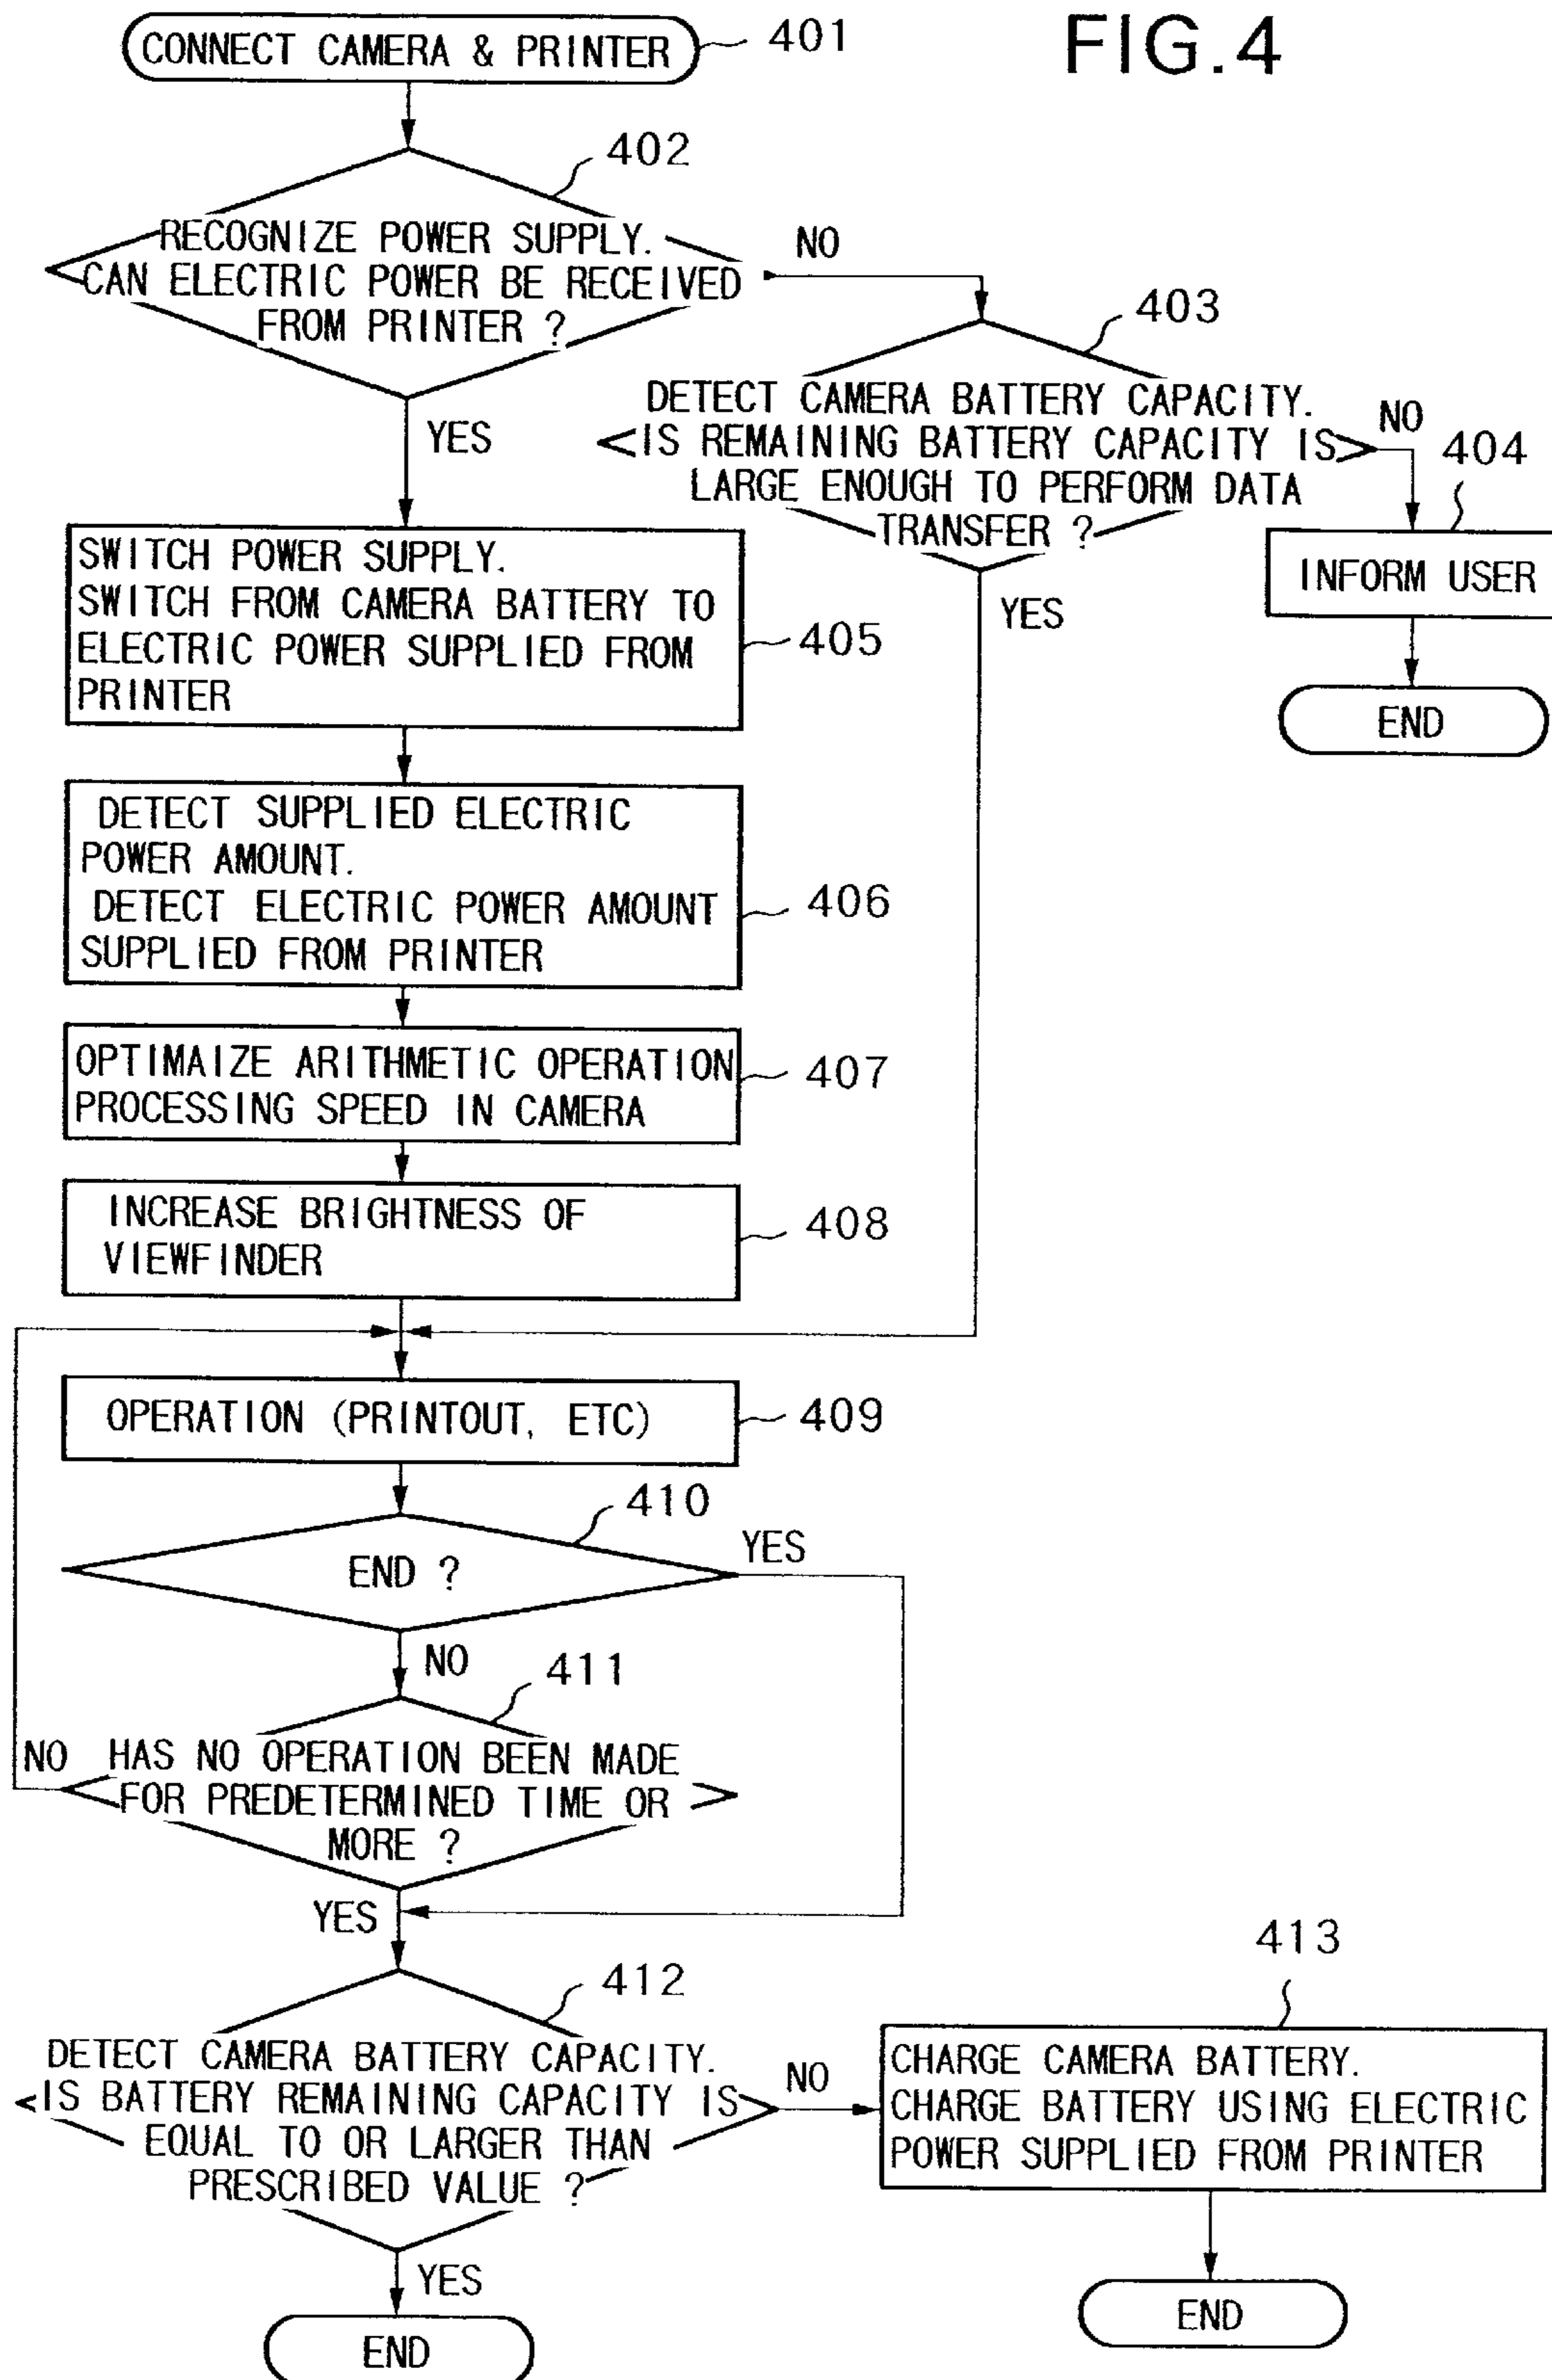 FIG.4
CONNECT CAMERA & PRINTER
401
402
RECOGNIZE POWER SUPPLY.
CAN ELECTRIC POWER BE RECEIVED
FROM PRINTER ?
NO
YES
403
DETECT CAMERA BATTERY CAPACITY.
IS REMAINING BATTERY CAPACITY IS
LARGE ENOUGH TO PERFORM DATA
TRANSFER ?
NO
YES
404
INFORM USER
END
SWITCH POWER SUPPLY.
SWITCH FROM CAMERA BATTERY TO
ELECTRIC POWER SUPPLIED FROM
PRINTER
405
DETECT SUPPLIED ELECTRIC
POWER AMOUNT.
DETECT ELECTRIC POWER AMOUNT
SUPPLIED FROM PRINTER
406
OPTIMAIZE ARITHMETIC OPERATION
PROCESSING SPEED IN CAMERA
407
INCREASE BRIGHTNESS OF
VIEWFINDER
408
OPERATION (PRINTOUT, ETC)
409
410
END ?
YES
NO
411
NO
HAS NO OPERATION BEEN MADE
FOR PREDETERMINED TIME OR
MORE ?
YES
412
DETECT CAMERA BATTERY CAPACITY.
IS BATTERY REMAINING CAPACITY IS
EQUAL TO OR LARGER THAN
PRESCRIBED VALUE ?
NO
YES
END
413
CHARGE CAMERA BATTERY.
CHARGE BATTERY USING ELECTRIC
POWER SUPPLIED FROM PRINTER
END